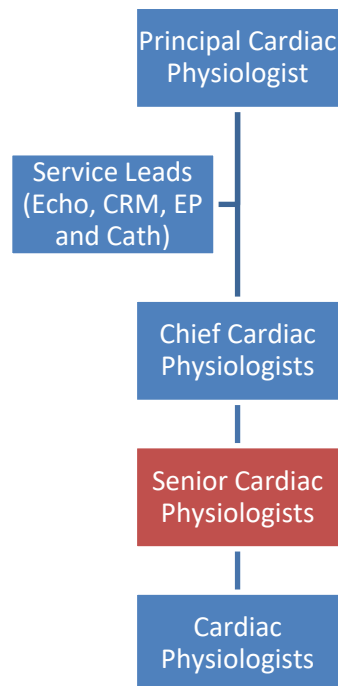 Principal Cardiac
Physiologist
Service Leads
(Echo, CRM, EP
and Cath)
Chief Cardiac
Physiologists
Senior Cardiac
Physiologists
Cardiac
Physiologists